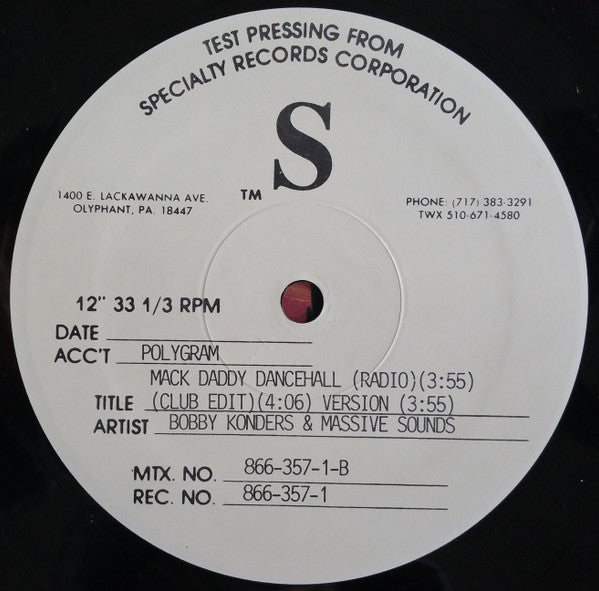 TEST PRESSING FROM
SPECIALTY RECORDS CORPORATION
S
TM
1400 E. LACKAWANNA AVE.
OLYPHANT, PA. 18447
PHONE: (717) 383-3291
TWX 510-671-4580
12" 33 1/3 RPM
DATE
ACC'T POLYGRAM
MACK DADDY DANCEHALL (RADIO)(3:55)
TITLE (CLUB EDIT)(4:06) VERSION (3:55)
ARTIST BOBBY KONDERS & MASSIVE SOUNDS
MTX. NO. 866-357-1-B
REC. NO. 866-357-1